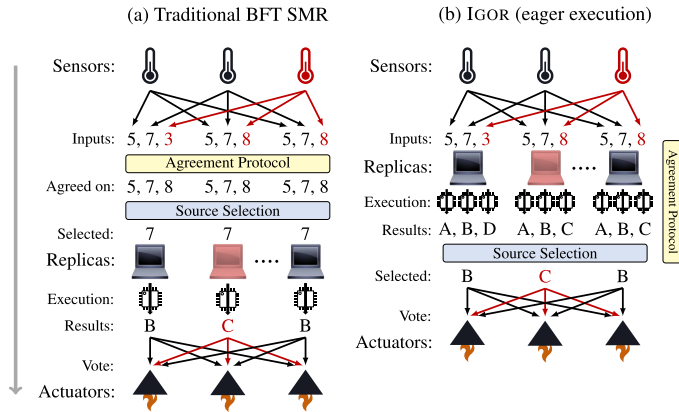 (a) Traditional BFT SMR
Sensors:
Inputs: 5, 7, 3 5, 7, 8 5, 7, 8
Agreement Protocol
Agreed on: 5, 7, 8 5, 7, 8 5, 7, 8
Source Selection
Selected: 7 7 7
Replicas:
Execution:
Results: B C B
Vote:
Actuators:
(b) IGOR (eager execution)
Sensors:
Inputs: 5, 7, 3 5, 7, 8 5, 7, 8
Replicas:
Execution:
Results: A, B, D A, B, C A, B, C
Source Selection
Selected: B C B
Vote:
Actuators:
Agreement Protocol